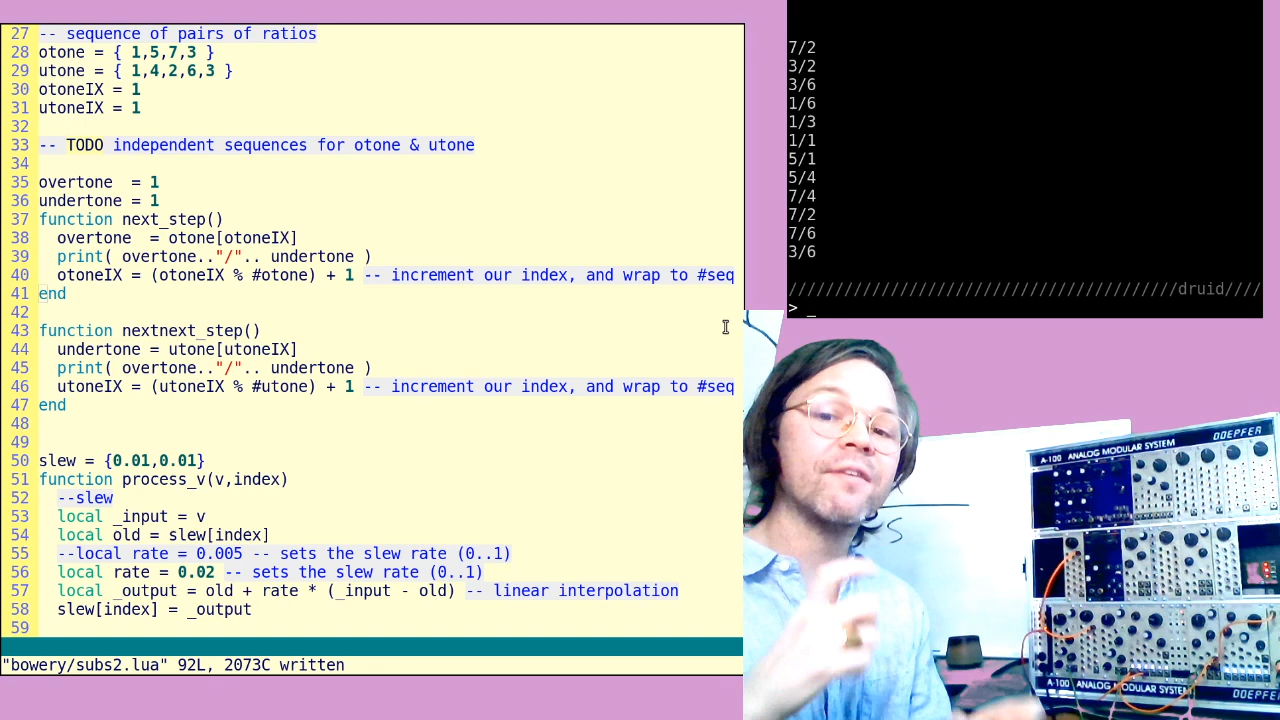 27 -- sequence of pairs of ratios
28 otone = { 1,5,7,3 }
29 utone = { 1,4,2,6,3 }
30 otoneIX = 1
31 utoneIX = 1
32
33 -- TODO independent sequences for otone & utone
34
35 overtone  = 1
36 undertone = 1
37 function next_step()
38   overtone  = otone[otoneIX]
39   print( overtone.."/".. undertone )
40   otoneIX = (otoneIX % #otone) + 1 -- increment our index, and wrap to #seq
41 end
42
43 function nextnext_step()
44   undertone = utone[utoneIX]
45   print( overtone.."/".. undertone )
46   utoneIX = (utoneIX % #utone) + 1 -- increment our index, and wrap to #seq
47 end
48
49
50 slew = {0.01,0.01}
51 function process_v(v,index)
52   --slew
53   local _input = v
54   local old = slew[index]
55   --local rate = 0.005 -- sets the slew rate (0..1)
56   local rate = 0.02 -- sets the slew rate (0..1)
57   local _output = old + rate * (_input - old) -- linear interpolation
58   slew[index] = _output
59
"bowery/subs2.lua" 92L, 2073C written
7/2
3/2
3/6
1/6
1/3
1/1
5/1
5/4
7/4
7/2
7/6
3/6
//////////////////////////////////////////druid////
> _
A-100 ANALOG MODULAR SYSTEM DOEPFER
A-100 ANALOG MODULAR SYSTEM DOEPFER